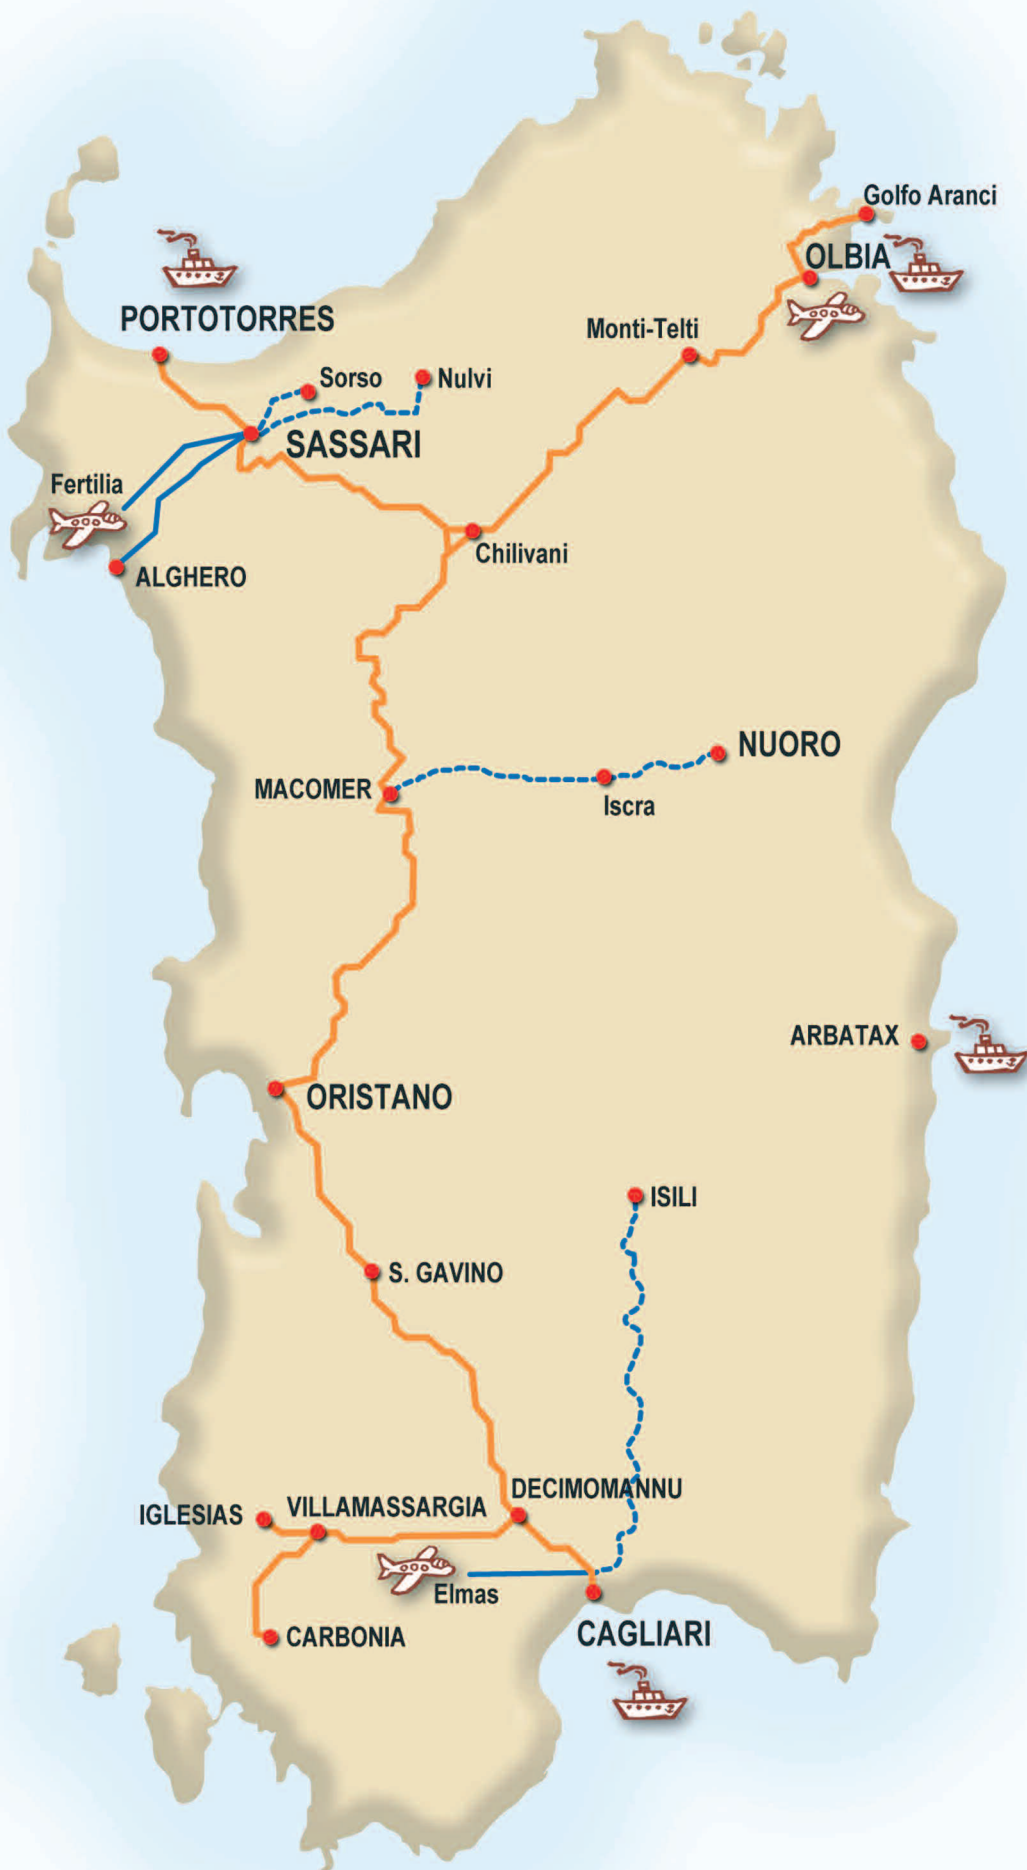 Golfo Aranci
OLBIA
PORTOTORRES
Monti-Telti
Sorso
Nulvi
SASSARI
Fertilia
Chilivani
ALGHERO
NUORO
MACOMER
Iscra
ARBATAX
ORISTANO
ISILI
S. GAVINO
DECIMOMANNU
IGLESIAS
VILLAMASSARGIA
Elmas
CARBONIA
CAGLIARI